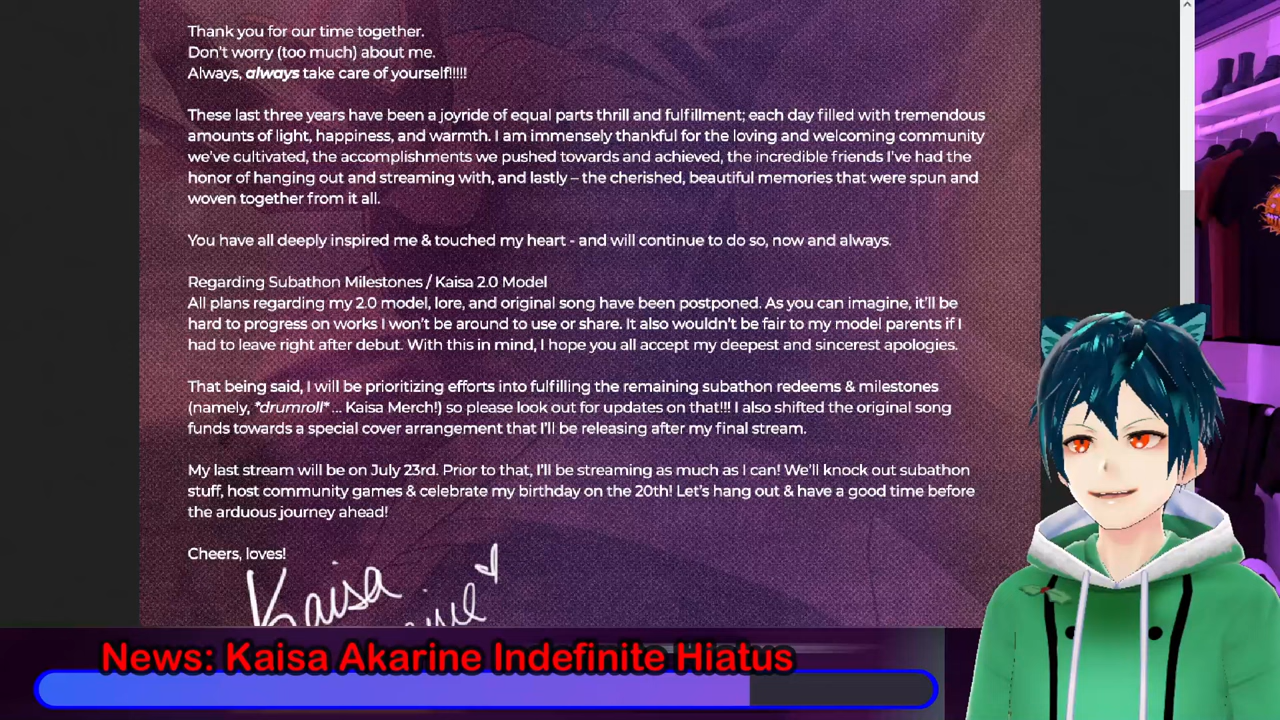 Thank you for our time together.
Don't worry (too much) about me.
Always, always take care of yourself!!!!!
These last three years have been a joyride of equal parts thrill and fulfillment; each day filled with tremendous
amounts of light, happiness, and warmth. I am immensely thankful for the loving and welcoming community
we've cultivated, the accomplishments we pushed towards and achieved, the incredible friends I've had the
honor of hanging out and streaming with, and lastly – the cherished, beautiful memories that were spun and
woven together from it all.
You have all deeply inspired me & touched my heart - and will continue to do so, now and always.
Regarding Subathon Milestones / Kaisa 2.0 Model
All plans regarding my 2.0 model, lore, and original song have been postponed. As you can imagine, it'll be
hard to progress on works I won't be around to use or share. It also wouldn't be fair to my model parents if I
had to leave right after debut. With this in mind, I hope you all accept my deepest and sincerest apologies.
That being said, I will be prioritizing efforts into fulfilling the remaining subathon redeems & milestones
(namely, *drumroll* ... Kaisa Merch!) so please look out for updates on that!!! I also shifted the original song
funds towards a special cover arrangement that I'll be releasing after my final stream.
My last stream will be on July 23rd. Prior to that, I'll be streaming as much as I can! We'll knock out subathon
stuff, host community games & celebrate my birthday on the 20th! Let's hang out & have a good time before
the arduous journey ahead!
Cheers, loves!
Kaisa
News: Kaisa Akarine Indefinite Hiatus